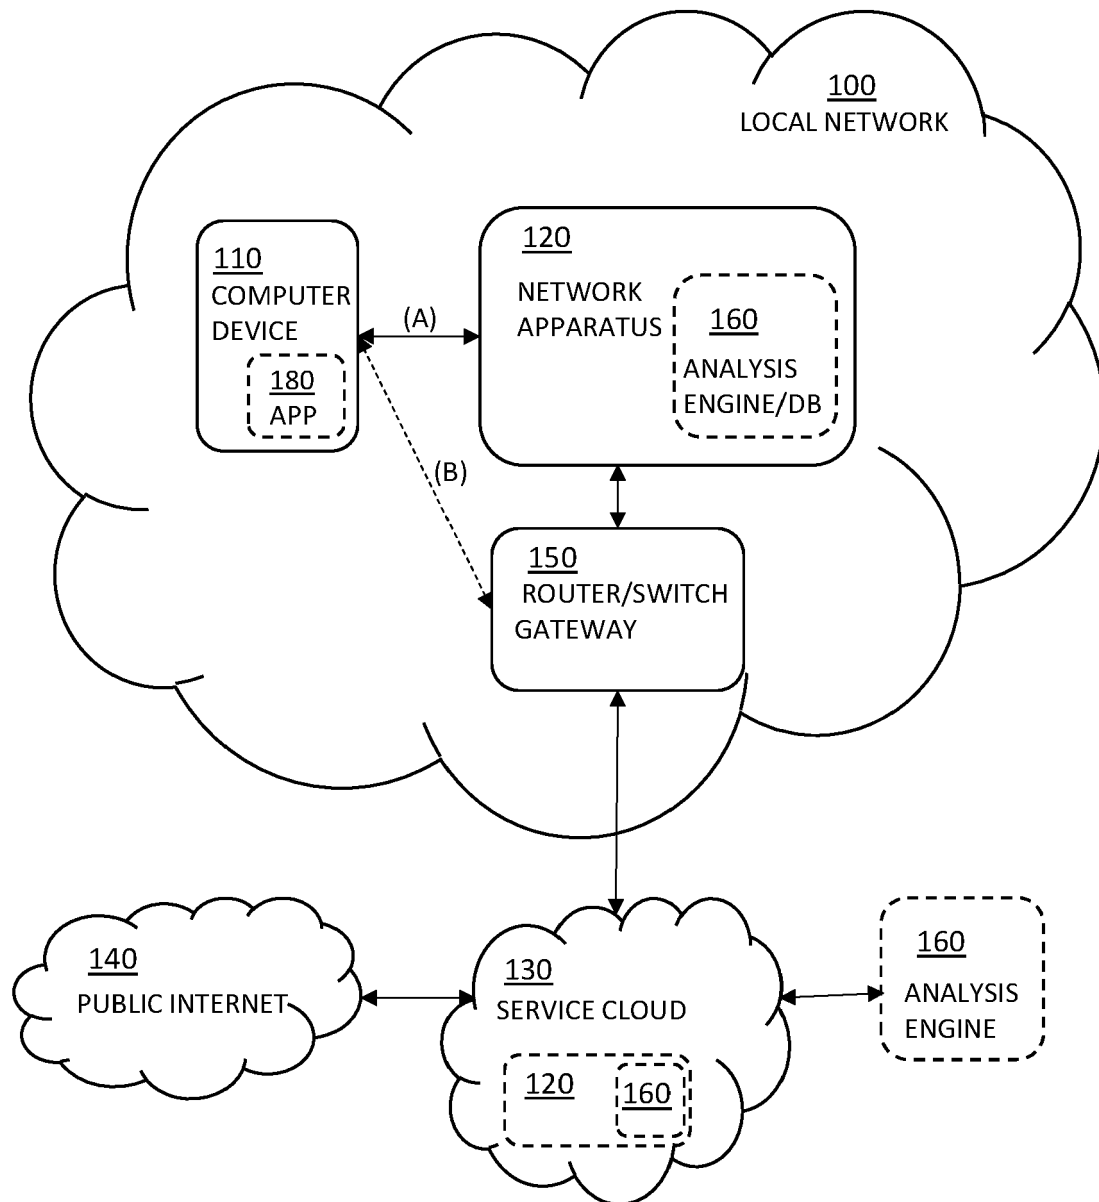 100
LOCAL NETWORK
110
COMPUTER
DEVICE
180
APP
(A)
120
NETWORK
APPARATUS
160
ANALYSIS
ENGINE/DB
(B)
150
ROUTER/SWITCH
GATEWAY
140
PUBLIC INTERNET
130
SERVICE CLOUD
120
160
160
ANALYSIS
ENGINE